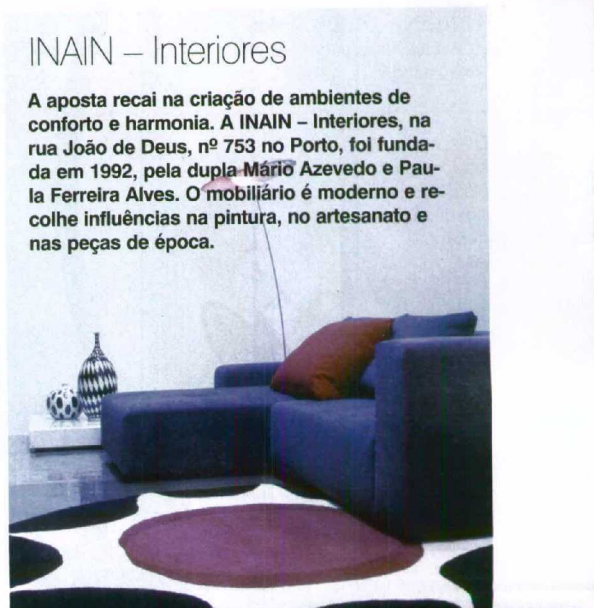 INAIN – Interiores
A aposta recai na criação de ambientes de
conforto e harmonia. A INAIN – Interiores, na
rua João de Deus, nº 753 no Porto, foi funda-
da em 1992, pela dupla Mário Azevedo e Pau-
la Ferreira Alves. O mobiliário é moderno e re-
colhe influências na pintura, no artesanato e
nas peças de época.